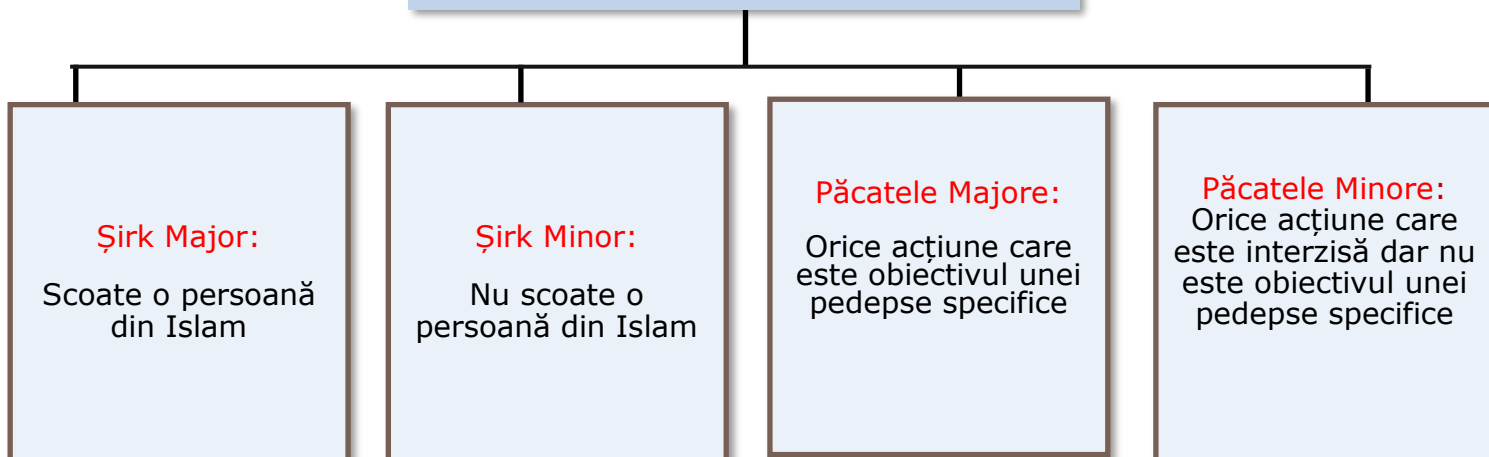 Șirk Major:
Scoate o persoană
din Islam
Șirk Minor:
Nu scoate o
persoană din Islam
Păcatele Majore:
Orice acțiune care
este obiectivul unei
pedepse specifice
Păcatele Minore:
Orice acțiune care
este interzisă dar nu
este obiectivul unei
pedepse specifice